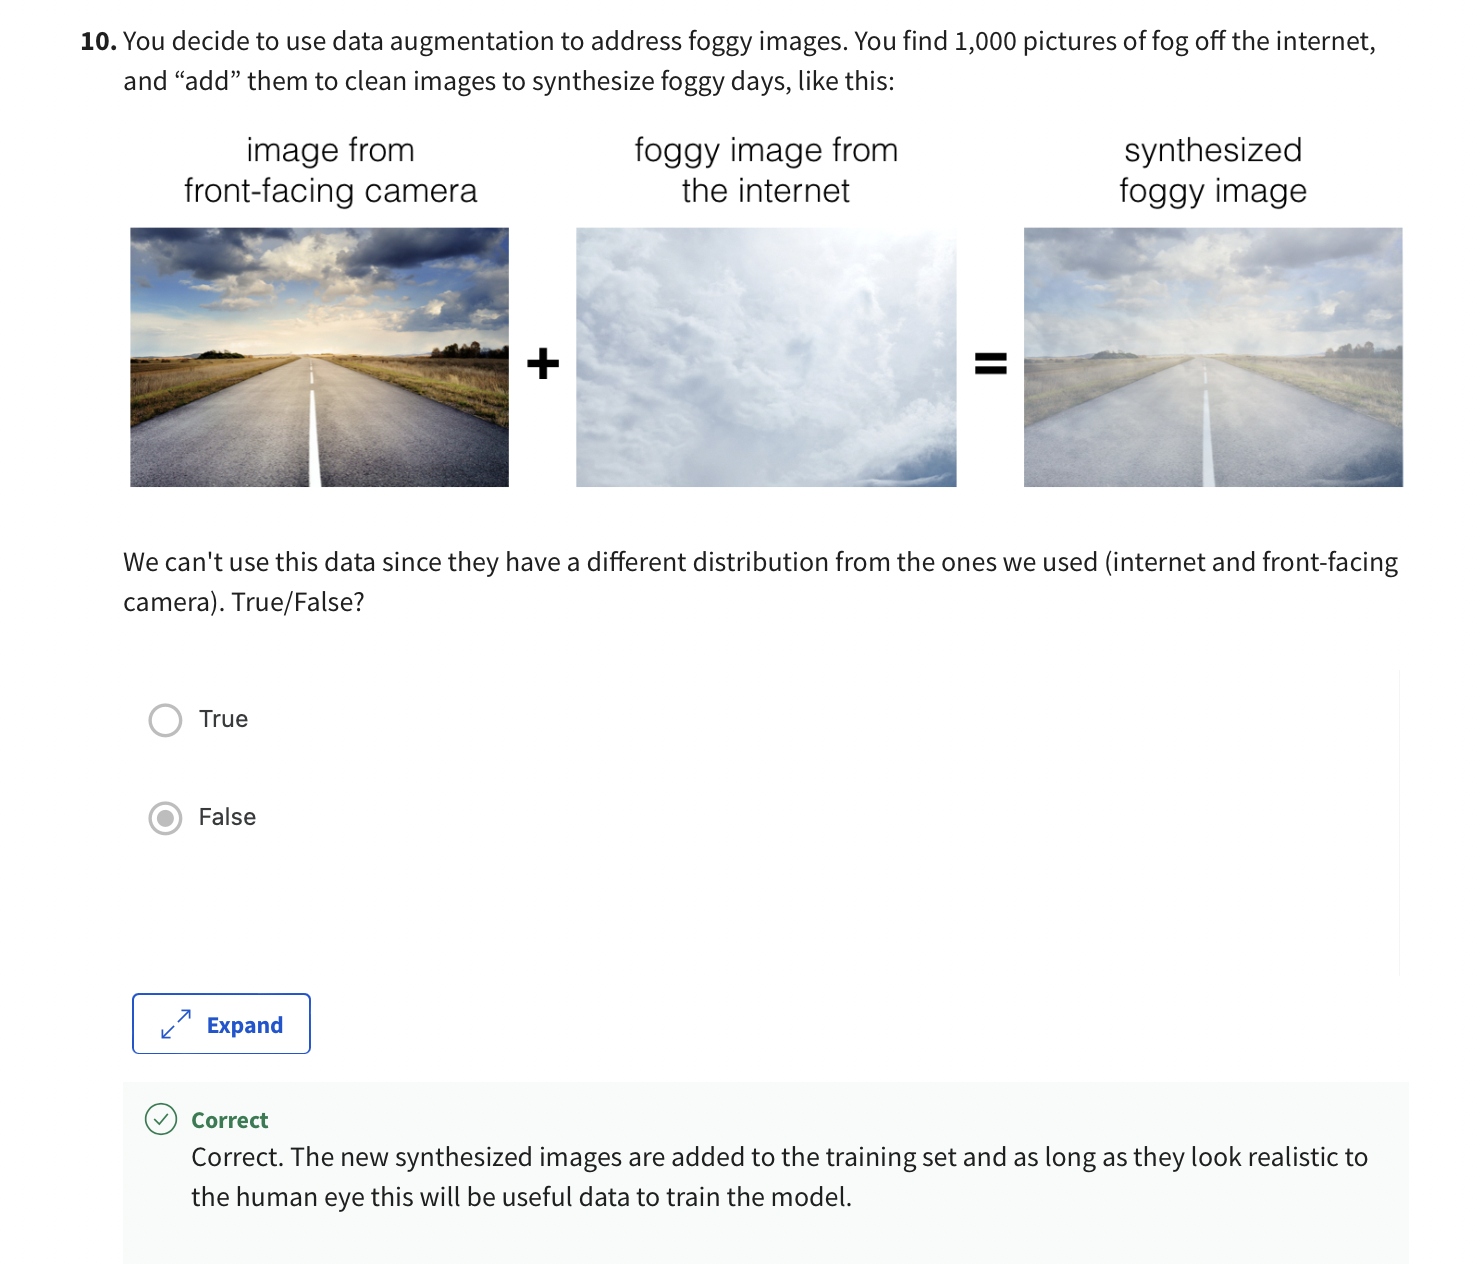 10. You decide to use data augmentation to address foggy images. You find 1,000 pictures of fog off the internet,
and “add” them to clean images to synthesize foggy days, like this:
image from
front-facing camera
foggy image from
the internet
synthesized
foggy image
+
=
We can't use this data since they have a different distribution from the ones we used (internet and front-facing
camera). True/False?
True
False
Expand
Correct
Correct. The new synthesized images are added to the training set and as long as they look realistic to
the human eye this will be useful data to train the model.